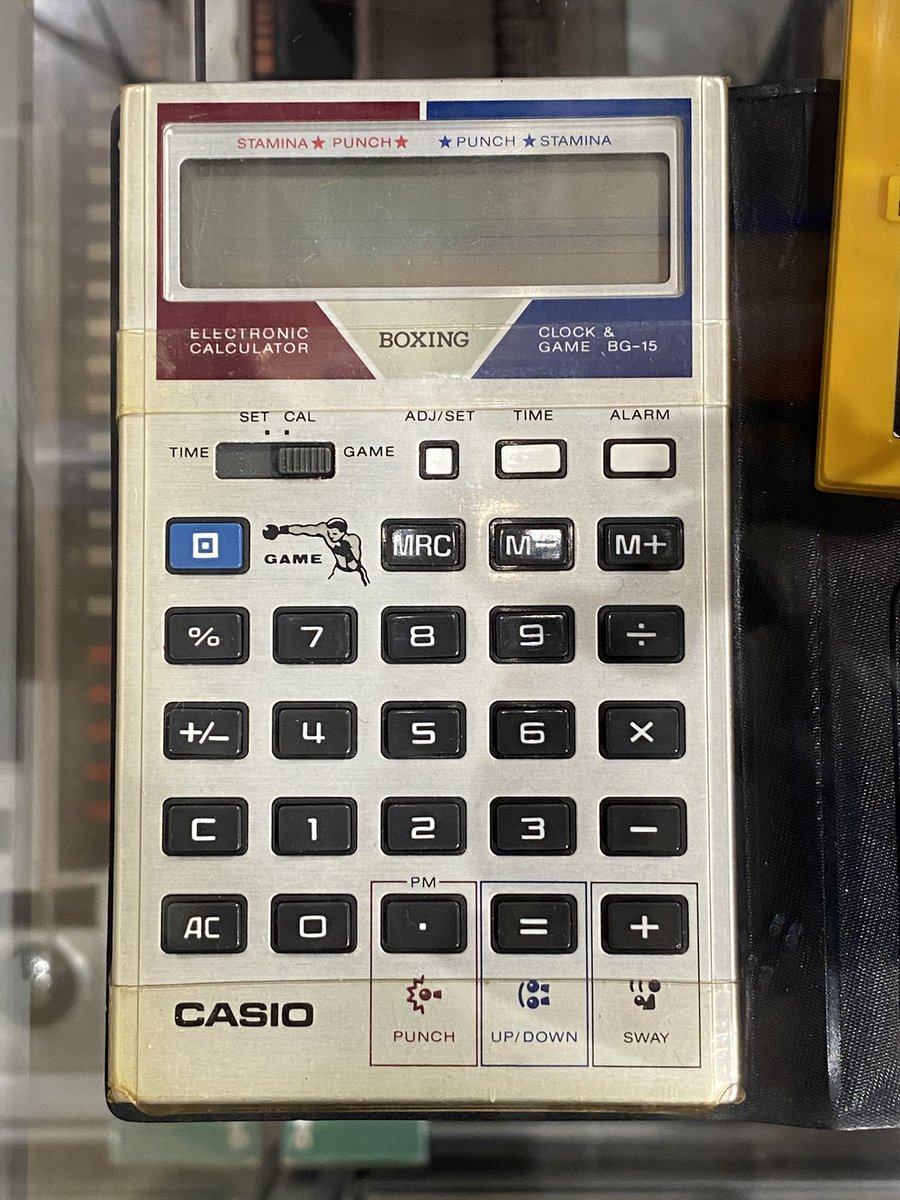 STAMINA★ PUNCH★ ★PUNCH ★STAMINA
ELECTRONIC
CALCULATOR
BOXING
CLOCK &
GAME BG-15
SET CAL
TIME
GAME
ADJ/SET TIME ALARM
GAME
MRC M− M+
% 7 8 9 ÷
+/− 4 5 6 ×
C 1 2 3 −
PM
AC 0 . = +
CASIO
PUNCH UP/DOWN SWAY